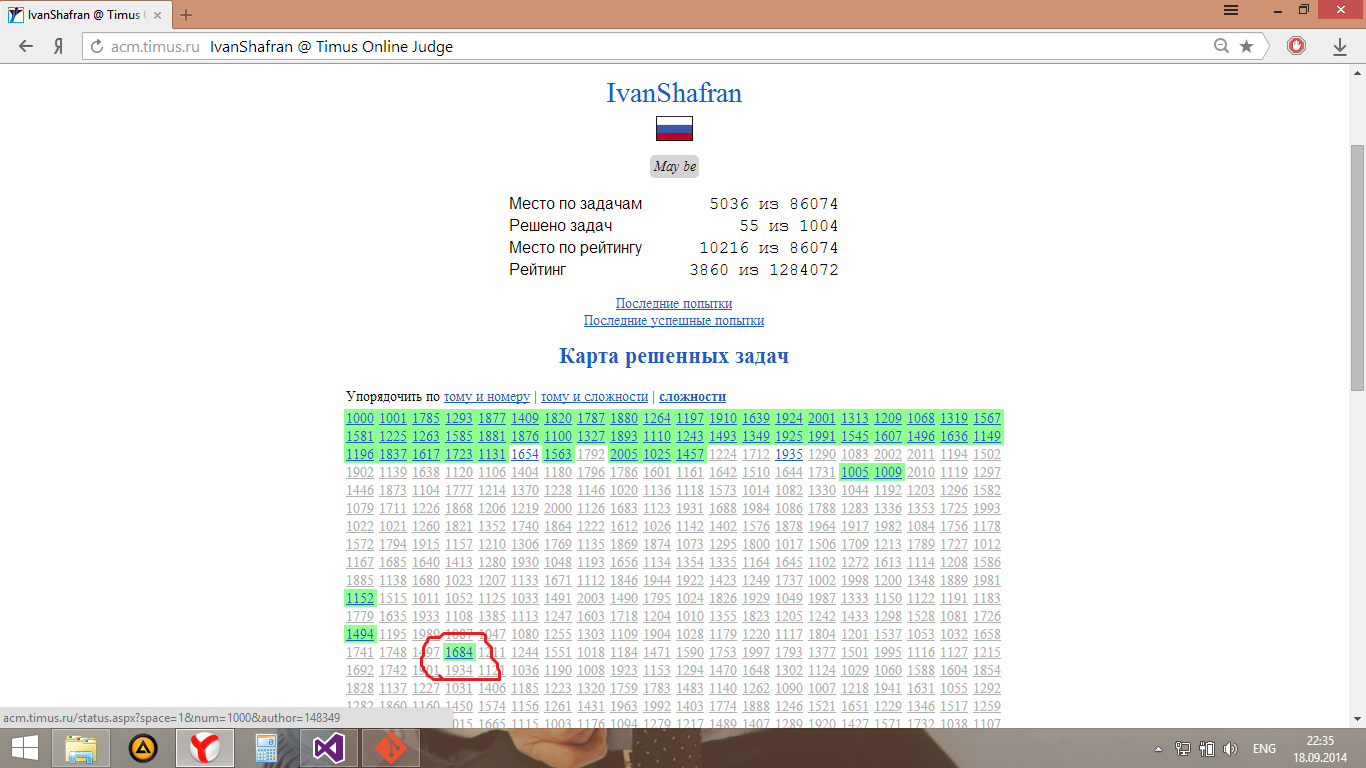 IvanShafran @ Timus
acm.timus.ru IvanShafran @ Timus Online Judge
IvanShafran
May be
Место по задачам 5036 из 86074
Решено задач 55 из 1004
Место по рейтингу 10216 из 86074
Рейтинг 3860 из 1284072
Последние попытки
Последние успешные попытки
Карта решенных задач
Упорядочить по тому и номеру | тому и сложности | сложности
1000 1001 1785 1293 1877 1409 1820 1787 1880 1264 1197 1910 1639 1924 2001 1313 1209 1068 1319 1567
1581 1225 1263 1585 1881 1876 1100 1327 1893 1110 1243 1493 1349 1925 1991 1545 1607 1496 1636 1149
1196 1837 1617 1723 1131 1654 1563 1792 2005 1025 1457 1224 1712 1935 1290 1083 2002 2011 1194 1502
1902 1139 1638 1120 1106 1404 1180 1796 1786 1601 1161 1642 1510 1644 1731 1005 1009 2010 1119 1297
1446 1873 1104 1777 1214 1370 1228 1146 1020 1136 1118 1573 1014 1082 1330 1044 1192 1203 1296 1582
1079 1711 1226 1868 1206 1219 2000 1126 1683 1123 1931 1688 1984 1086 1788 1283 1336 1353 1725 1993
1022 1021 1260 1821 1352 1740 1864 1222 1612 1026 1142 1402 1576 1878 1964 1917 1982 1084 1756 1178
1572 1794 1915 1157 1210 1306 1769 1135 1869 1874 1073 1295 1800 1017 1506 1709 1213 1789 1727 1012
1167 1685 1640 1413 1280 1930 1048 1193 1656 1134 1354 1335 1164 1645 1102 1272 1613 1114 1208 1586
1885 1138 1680 1023 1207 1133 1671 1112 1846 1944 1922 1423 1249 1737 1002 1998 1200 1348 1889 1981
1152 1515 1011 1052 1125 1033 1491 2003 1490 1795 1024 1826 1929 1049 1987 1333 1150 1122 1191 1183
1779 1635 1933 1108 1385 1113 1247 1603 1718 1204 1010 1355 1823 1205 1242 1433 1298 1528 1081 1726
1494 1195 1989 1087 1047 1080 1255 1303 1109 1904 1028 1179 1220 1117 1804 1201 1537 1053 1032 1658
1741 1748 1497 1684 1211 1244 1551 1018 1184 1471 1590 1753 1997 1793 1377 1501 1995 1116 1127 1215
1692 1742 1901 1934 1121 1036 1190 1008 1923 1153 1294 1470 1648 1302 1124 1029 1060 1588 1604 1854
1828 1137 1227 1031 1406 1185 1223 1320 1759 1783 1483 1140 1262 1090 1007 1218 1941 1631 1055 1292
1282 1860 1160 1450 1574 1156 1261 1431 1963 1992 1403 1774 1888 1246 1521 1651 1229 1346 1517 1259
1015 1665 1115 1003 1176 1094 1279 1217 1489 1407 1289 1920 1427 1571 1732 1038 1107
acm.timus.ru/status.aspx?space=1&num=1000&author=148349
ENG
22:35
18.09.2014